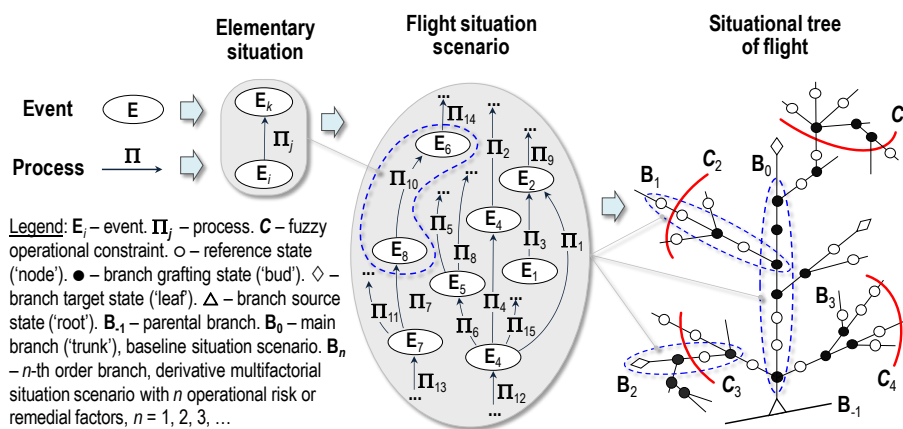 Elementary
situation
Flight situation
scenario
Situational tree
of flight
Event
E
Process
Π
E_k
Π_j
E_i
...
Π_14
E_6
Π_10
E_8
...
Π_11
Π_7
E_7
Π_13
...
...
Π_2
...
Π_5
...
Π_8
E_5
Π_6
E_4
Π_4
...
Π_15
E_4
Π_12
...
...
Π_9
E_2
Π_3
E_1
Π_1
C
B_0
B_1
C_2
B_3
B_2
C_3
C_4
B_-1
Legend: E_i – event. Π_j – process. C – fuzzy
operational constraint. ○ – reference state
(‘node’). ● – branch grafting state (‘bud’). ◇ –
branch target state (‘leaf’). △ – branch source
state (‘root’). B_-1 – parental branch. B_0 – main
branch (‘trunk’), baseline situation scenario. B_n
– n-th order branch, derivative multifactorial
situation scenario with n operational risk or
remedial factors, n = 1, 2, 3, …